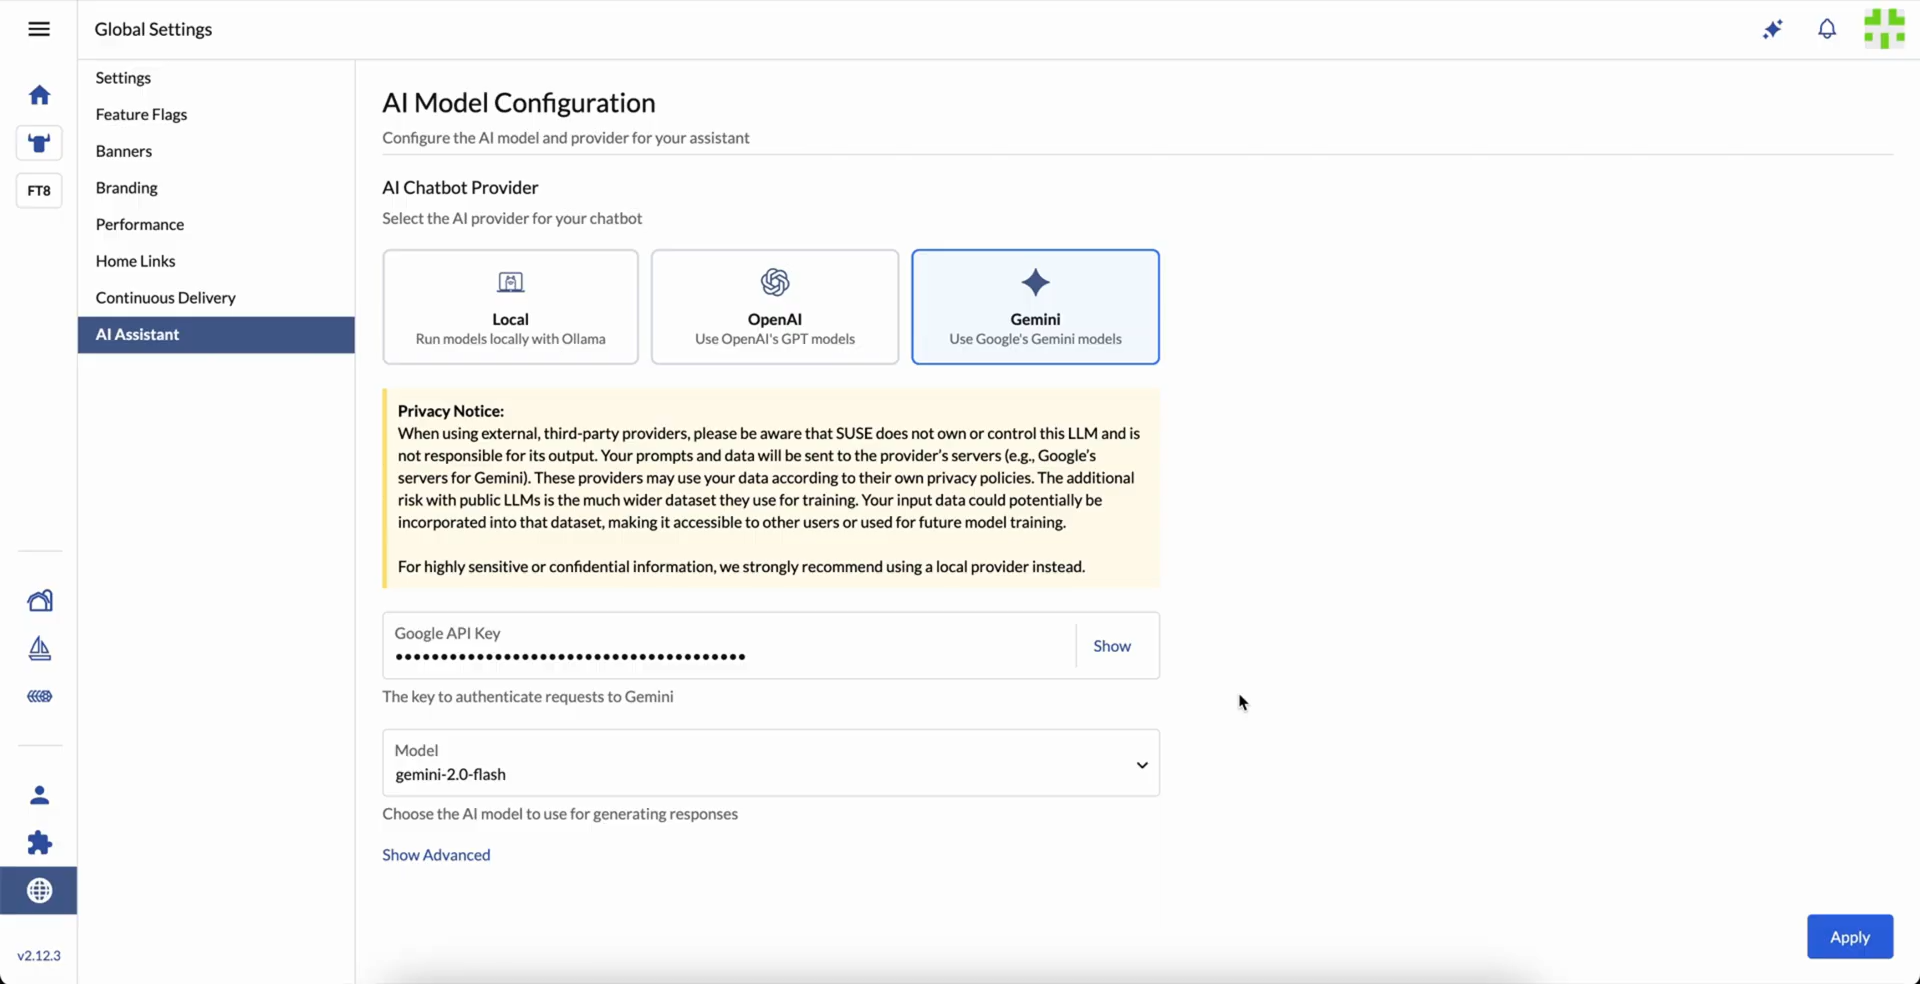 Global Settings
FT8
Settings
Feature Flags
Banners
Branding
Performance
Home Links
Continuous Delivery
AI Assistant
v2.12.3
AI Model Configuration
Configure the AI model and provider for your assistant
AI Chatbot Provider
Select the AI provider for your chatbot
Local
Run models locally with Ollama
OpenAI
Use OpenAI's GPT models
Gemini
Use Google's Gemini models
Privacy Notice:
When using external, third-party providers, please be aware that SUSE does not own or control this LLM and is
not responsible for its output. Your prompts and data will be sent to the provider's servers (e.g., Google's
servers for Gemini). These providers may use your data according to their own privacy policies. The additional
risk with public LLMs is the much wider dataset they use for training. Your input data could potentially be
incorporated into that dataset, making it accessible to other users or used for future model training.
For highly sensitive or confidential information, we strongly recommend using a local provider instead.
Google API Key
•••••••••••••••••••••••••••••••••••••••
Show
The key to authenticate requests to Gemini
Model
gemini-2.0-flash
Choose the AI model to use for generating responses
Show Advanced
Apply